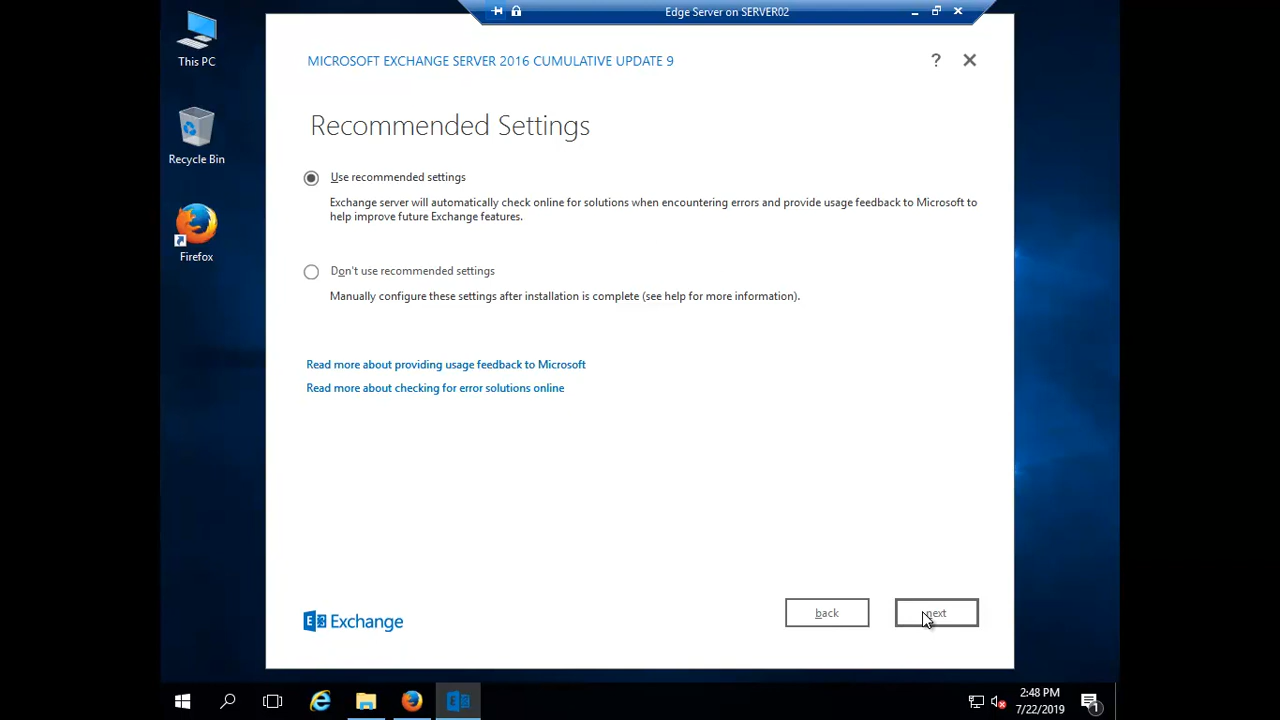 Edge Server on SERVER02
This PC
Recycle Bin
Firefox
MICROSOFT EXCHANGE SERVER 2016 CUMULATIVE UPDATE 9
?
Recommended Settings
Use recommended settings
Exchange server will automatically check online for solutions when encountering errors and provide usage feedback to Microsoft to
help improve future Exchange features.
Don't use recommended settings
Manually configure these settings after installation is complete (see help for more information).
Read more about providing usage feedback to Microsoft
Read more about checking for error solutions online
E Exchange
back
next
2:48 PM
7/22/2019
1